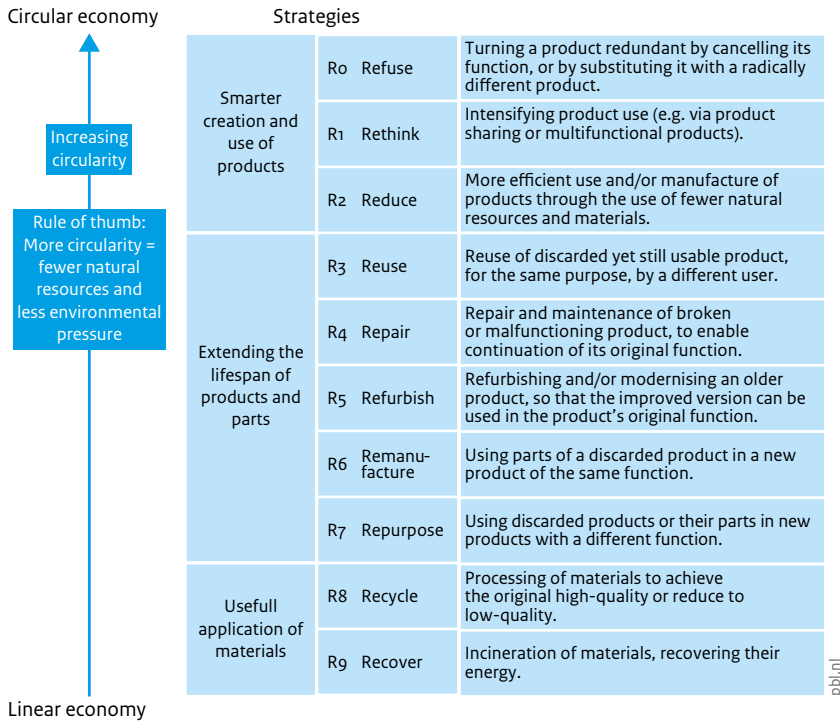 Circular economy
Strategies
Increasing
circularity
Rule of thumb:
More circularity =
fewer natural
resources and
less environmental
pressure
Linear economy
Smarter
creation and
use of
products
R0 Refuse
Turning a product redundant by cancelling its
function, or by substituting it with a radically
different product.
R1 Rethink
Intensifying product use (e.g. via product
sharing or multifunctional products).
R2 Reduce
More efficient use and/or manufacture of
products through the use of fewer natural
resources and materials.
Extending the
lifespan of
products and
parts
R3 Reuse
Reuse of discarded yet still usable product,
for the same purpose, by a different user.
R4 Repair
Repair and maintenance of broken
or malfunctioning product, to enable
continuation of its original function.
R5 Refurbish
Refurbishing and/or modernising an older
product, so that the improved version can be
used in the product's original function.
R6 Remanu-
facture
Using parts of a discarded product in a new
product of the same function.
R7 Repurpose
Using discarded products or their parts in new
products with a different function.
Usefull
application of
materials
R8 Recycle
Processing of materials to achieve
the original high-quality or reduce to
low-quality.
R9 Recover
Incineration of materials, recovering their
energy.
pbl.nl